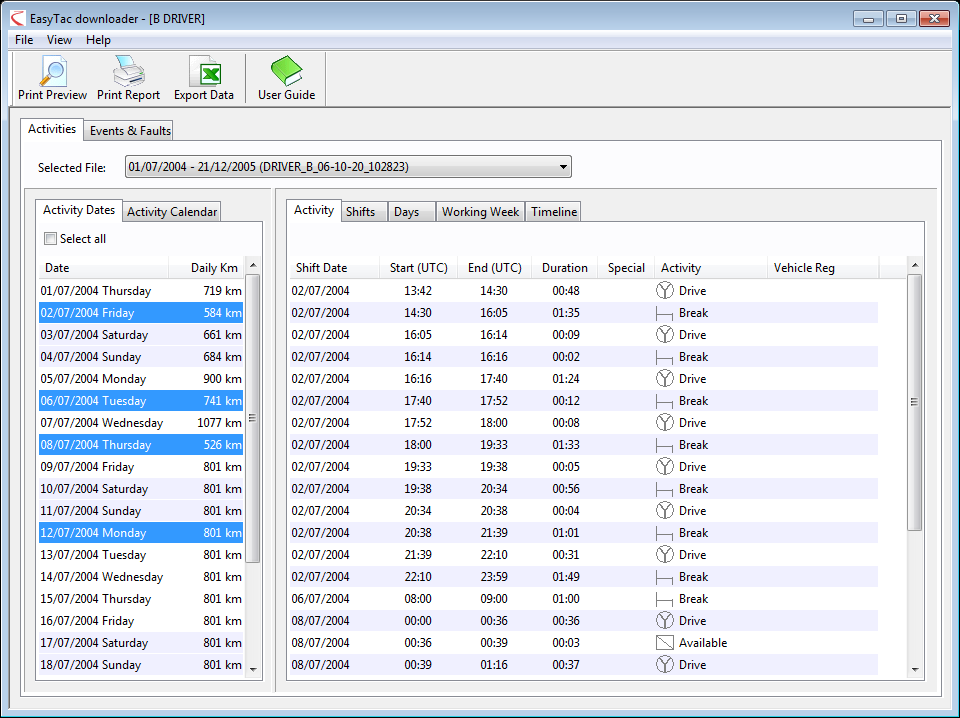 EasyTac downloader - [B DRIVER]
File View Help
Print Preview Print Report Export Data User Guide
Activities Events & Faults
Selected File: 01/07/2004 - 21/12/2005 (DRIVER_B_06-10-20_102823)
Activity Dates Activity Calendar
Select all
Date Daily Km
01/07/2004 Thursday 719 km
02/07/2004 Friday 584 km
03/07/2004 Saturday 661 km
04/07/2004 Sunday 684 km
05/07/2004 Monday 900 km
06/07/2004 Tuesday 741 km
07/07/2004 Wednesday 1077 km
08/07/2004 Thursday 526 km
09/07/2004 Friday 801 km
10/07/2004 Saturday 801 km
11/07/2004 Sunday 801 km
12/07/2004 Monday 801 km
13/07/2004 Tuesday 801 km
14/07/2004 Wednesday 801 km
15/07/2004 Thursday 801 km
16/07/2004 Friday 801 km
17/07/2004 Saturday 801 km
18/07/2004 Sunday 801 km
Activity Shifts Days Working Week Timeline
Shift Date Start (UTC) End (UTC) Duration Special Activity Vehicle Reg
02/07/2004 13:42 14:30 00:48 Drive
02/07/2004 14:30 16:05 01:35 Break
02/07/2004 16:05 16:14 00:09 Drive
02/07/2004 16:14 16:16 00:02 Break
02/07/2004 16:16 17:40 01:24 Drive
02/07/2004 17:40 17:52 00:12 Break
02/07/2004 17:52 18:00 00:08 Drive
02/07/2004 18:00 19:33 01:33 Break
02/07/2004 19:33 19:38 00:05 Drive
02/07/2004 19:38 20:34 00:56 Break
02/07/2004 20:34 20:38 00:04 Drive
02/07/2004 20:38 21:39 01:01 Break
02/07/2004 21:39 22:10 00:31 Drive
02/07/2004 22:10 23:59 01:49 Break
06/07/2004 08:00 09:00 01:00 Break
08/07/2004 00:00 00:36 00:36 Drive
08/07/2004 00:36 00:39 00:03 Available
08/07/2004 00:39 01:16 00:37 Drive